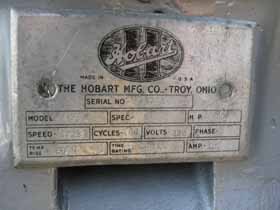 Hobart
MADE IN U.S.A
THE HOBART MFG. CO.-TROY, OHIO
SERIAL NO
MODEL SPEC- H.P.
SPEED CYCLES- VOLTS PHASE-
TEMP. RISE TIME RATING AMP-